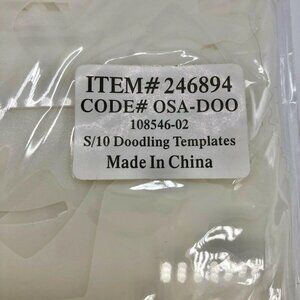 ITEM# 246894
CODE# OSA-DOO
108546-02
S/10 Doodling Templates
Made In China